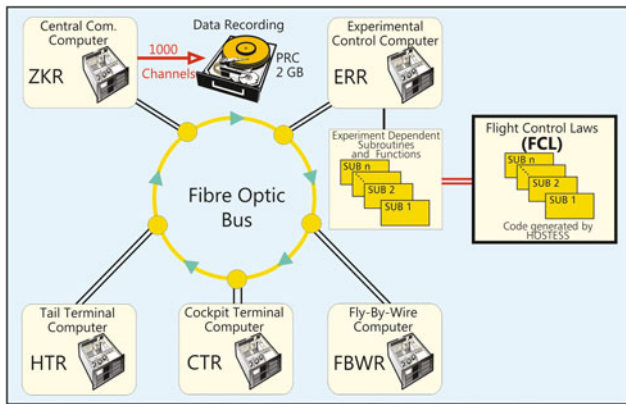 Central Com.
Computer
ZKR
1000
Channels
Data Recording
PRC
2 GB
Experimental
Control Computer
ERR
Experiment Dependent
Subroutines
and Functions
SUB n
SUB 2
SUB 1
Flight Control Laws
(FCL)
SUB n
SUB 2
SUB 1
Code generated by
HOSTESS
Fibre Optic
Bus
Tail Terminal
Computer
HTR
Cockpit Terminal
Computer
CTR
Fly-By-Wire
Computer
FBWR